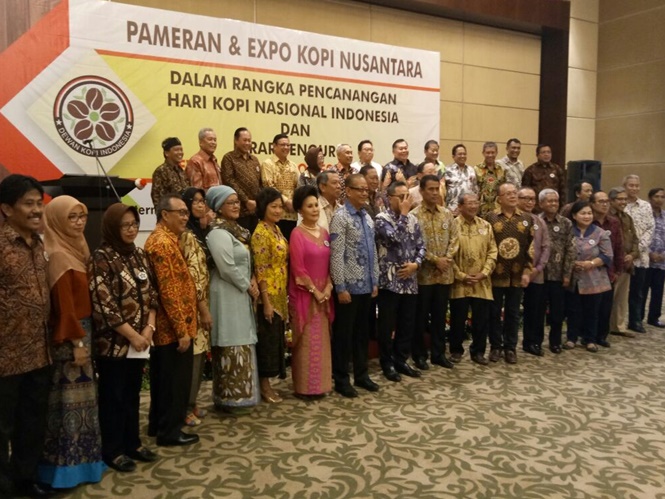 PAMERAN & EXPO KOPI NUSANTARA
DALAM RANGKA PENCANANGAN
HARI KOPI NASIONAL INDONESIA
DAN
DEWAN KOPI INDONESIA